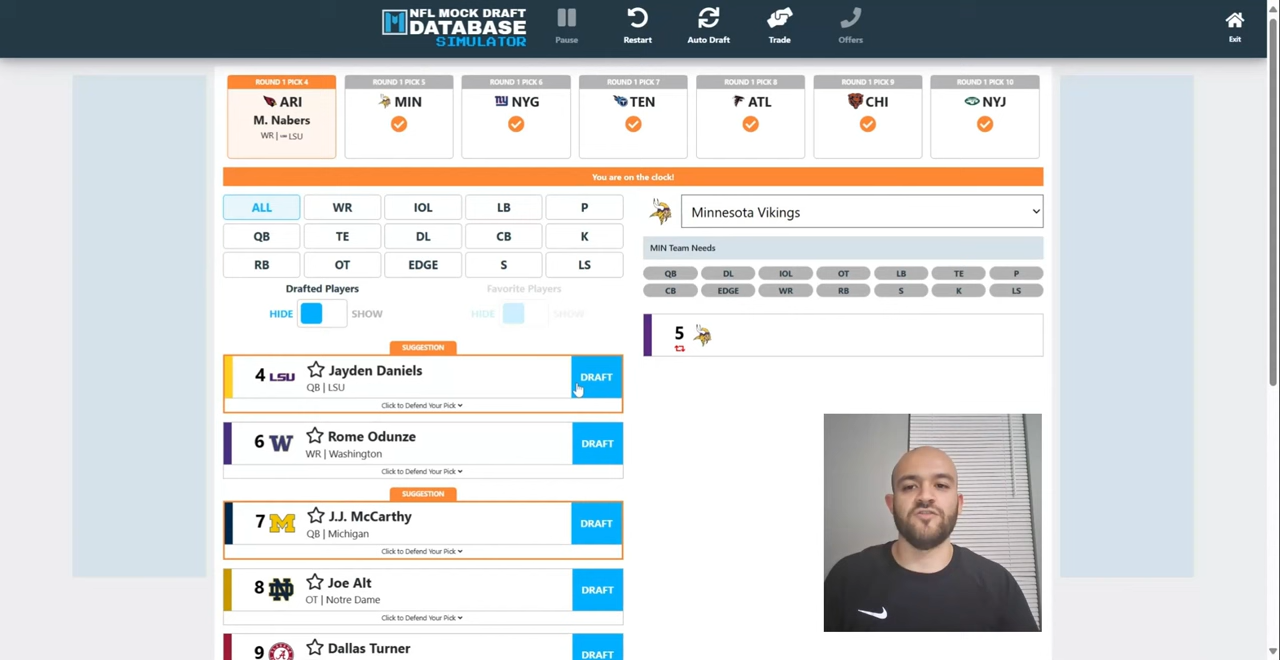 NFL MOCK DRAFT
DATABASE
SIMULATOR
Pause
Restart
Auto Draft
Trade
Offers
Exit
ROUND 1 PICK 4
ARI
M. Nabers
WR | LSU
ROUND 1 PICK 5
MIN
ROUND 1 PICK 6
NYG
ROUND 1 PICK 7
TEN
ROUND 1 PICK 8
ATL
ROUND 1 PICK 9
CHI
ROUND 1 PICK 10
NYJ
You are on the clock!
ALL WR IOL LB P
QB TE DL CB K
RB OT EDGE S LS
Drafted Players
HIDE SHOW
Favorite Players
HIDE SHOW
SUGGESTION
4 LSU Jayden Daniels
QB | LSU
DRAFT
Click to Defend Your Pick
6 W Rome Odunze
WR | Washington
DRAFT
Click to Defend Your Pick
SUGGESTION
7 M J.J. McCarthy
QB | Michigan
DRAFT
Click to Defend Your Pick
8 ND Joe Alt
OT | Notre Dame
DRAFT
Click to Defend Your Pick
9 Dallas Turner
DRAFT
Minnesota Vikings
MIN Team Needs
QB DL IOL OT LB TE P
CB EDGE WR RB S K LS
5